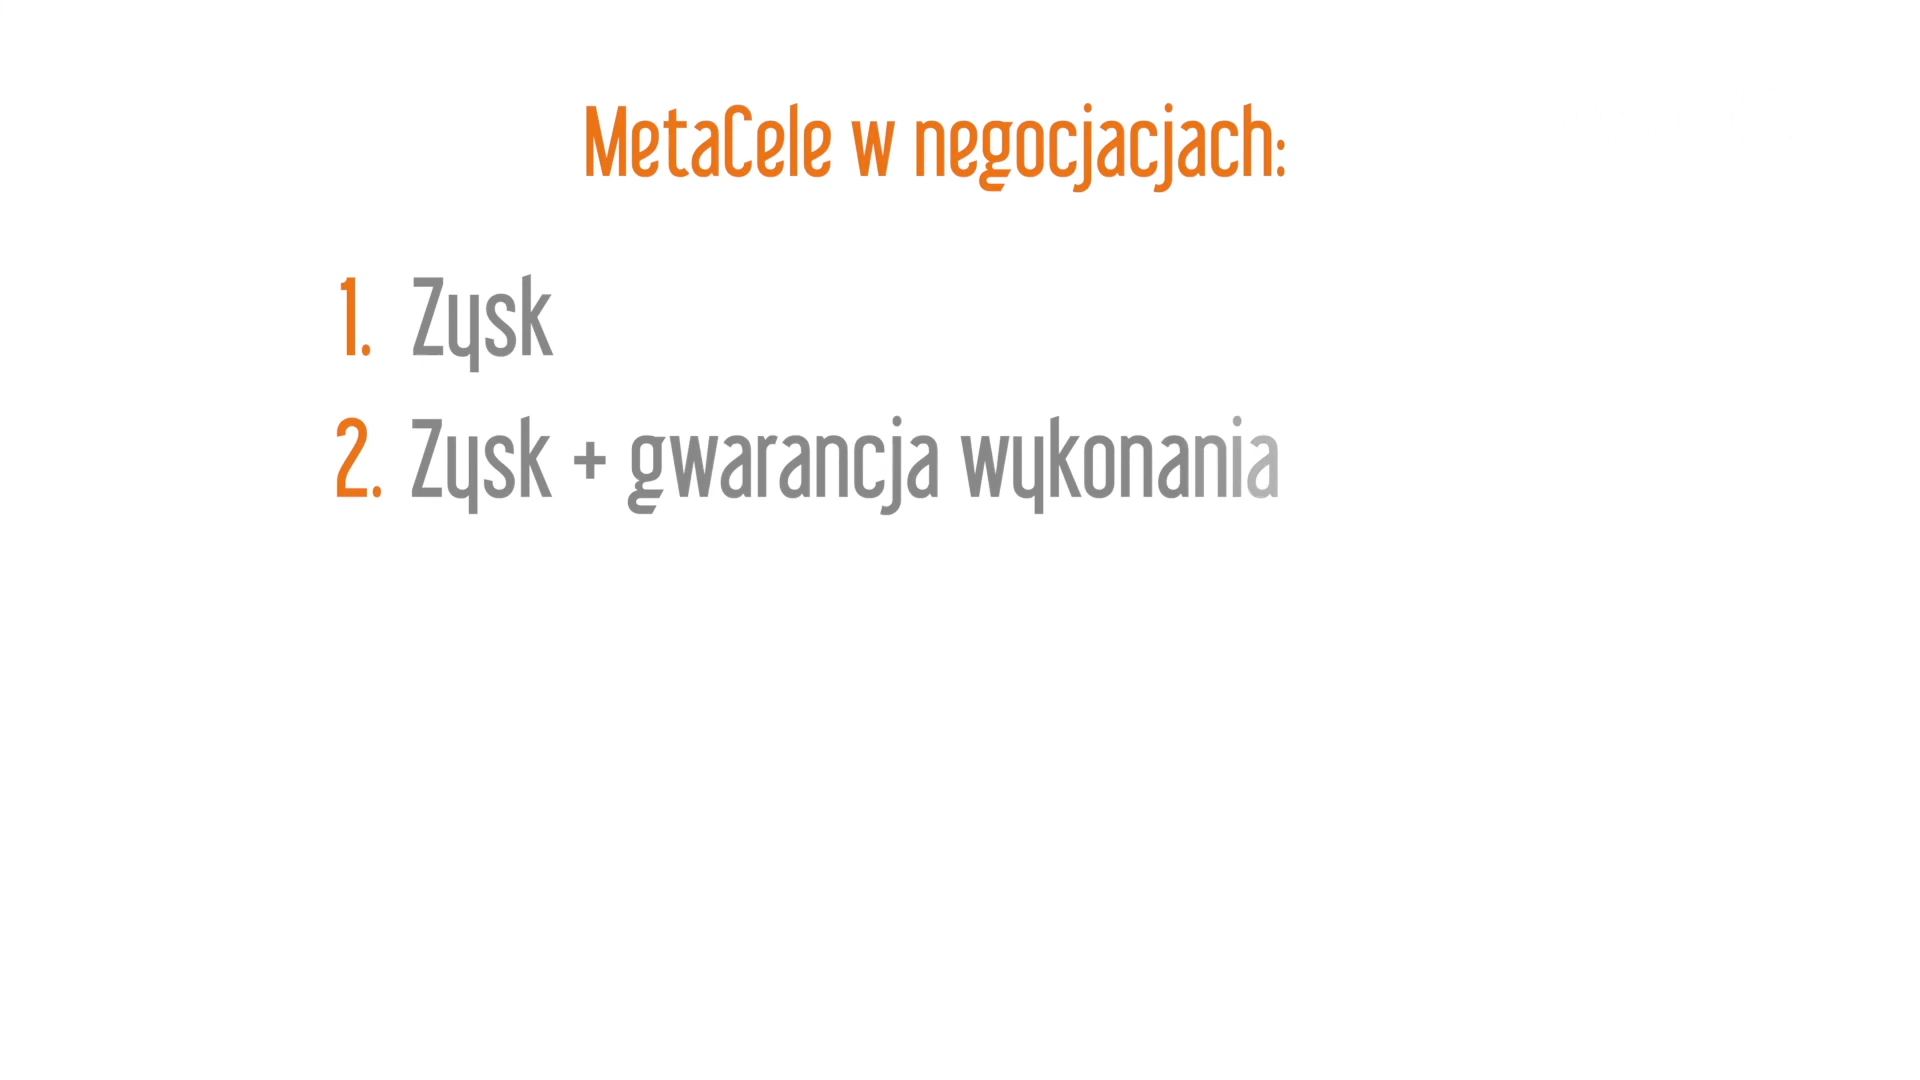 MetaCele w negocjacjach:
1. Zysk
2. Zysk + gwarancja wykonania